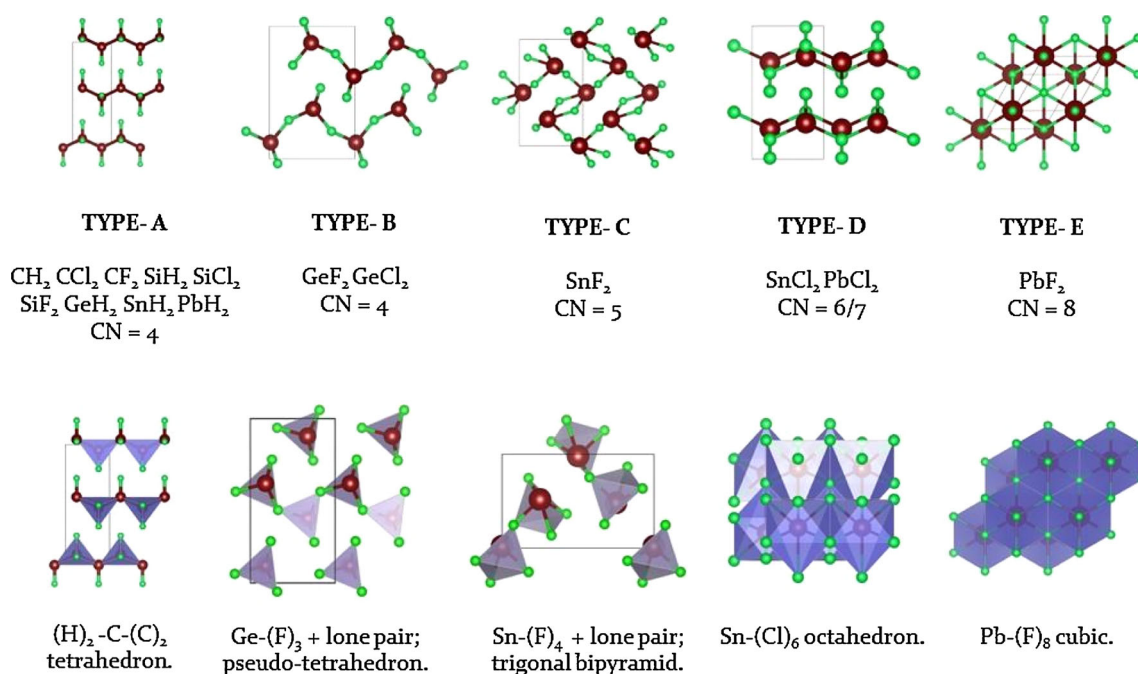 TYPE- A
TYPE- B
TYPE- C
TYPE- D
TYPE- E
CH₂ CCl₂ CF₂ SiH₂ SiCl₂
SiF₂ GeH₂ SnH₂ PbH₂
CN = 4
GeF₂ GeCl₂
CN = 4
SnF₂
CN = 5
SnCl₂ PbCl₂
CN = 6/7
PbF₂
CN = 8
(H)₂ -C-(C)₂
tetrahedron.
Ge-(F)₃ + lone pair;
pseudo-tetrahedron.
Sn-(F)₄ + lone pair;
trigonal bipyramid.
Sn-(Cl)₆ octahedron.
Pb-(F)₈ cubic.